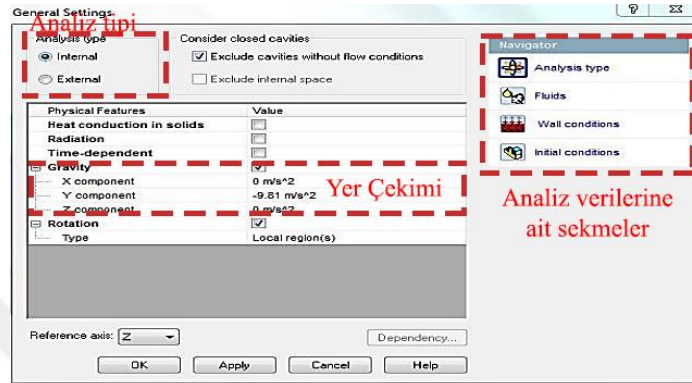 General Settings
Analiz tipi
Analysis type
Internal
External
Consider closed cavities
Exclude cavities without flow conditions
Exclude internal space
Physical Features Value
Heat conduction in solids
Radiation
Time-dependent
Gravity
X component 0 m/s^2
Y component -9.81 m/s^2
Z component 0 m/s^2
Yer Çekimi
Rotation
Type Local region(s)
Reference axis: Z
Dependency...
OK Apply Cancel Help
Navigator
Analysis type
Fluids
Wall conditions
Initial conditions
Analiz verilerine
ait sekmeler